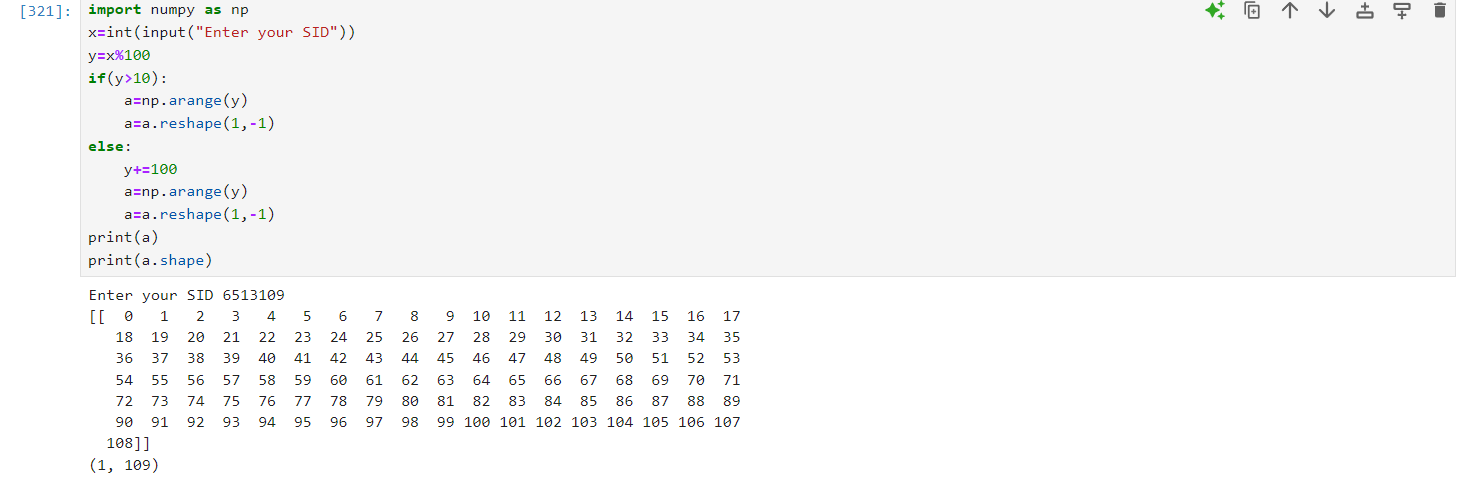 [321]:
import numpy as np
x=int(input("Enter your SID"))
y=x%100
if(y>10):
    a=np.arange(y)
    a=a.reshape(1,-1)
else:
    y+=100
    a=np.arange(y)
    a=a.reshape(1,-1)
print(a)
print(a.shape)
Enter your SID 6513109
[[  0   1   2   3   4   5   6   7   8   9  10  11  12  13  14  15  16  17
   18  19  20  21  22  23  24  25  26  27  28  29  30  31  32  33  34  35
   36  37  38  39  40  41  42  43  44  45  46  47  48  49  50  51  52  53
   54  55  56  57  58  59  60  61  62  63  64  65  66  67  68  69  70  71
   72  73  74  75  76  77  78  79  80  81  82  83  84  85  86  87  88  89
   90  91  92  93  94  95  96  97  98  99 100 101 102 103 104 105 106 107
  108]]
(1, 109)